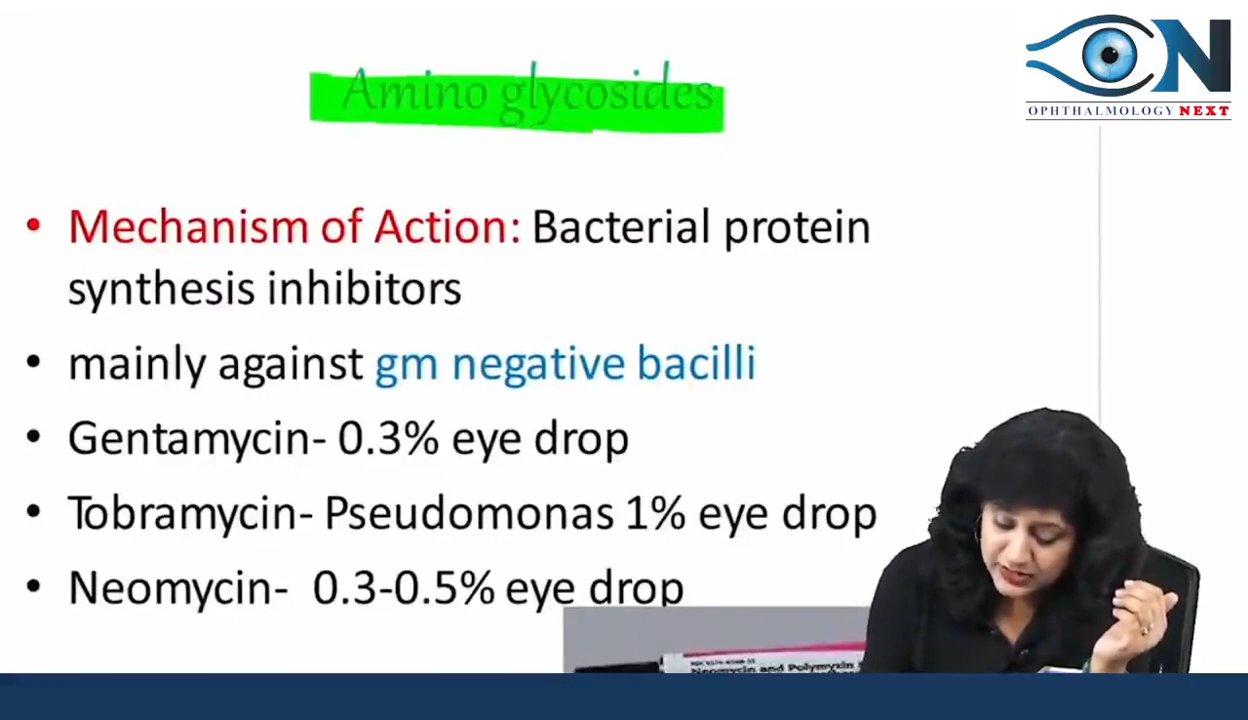 Amino glycosides
ON
OPHTHALMOLOGY NEXT
• Mechanism of Action: Bacterial protein
synthesis inhibitors
• mainly against gm negative bacilli
• Gentamycin- 0.3% eye drop
• Tobramycin- Pseudomonas 1% eye drop
• Neomycin- 0.3-0.5% eye drop
Neomycin and Polymyxin